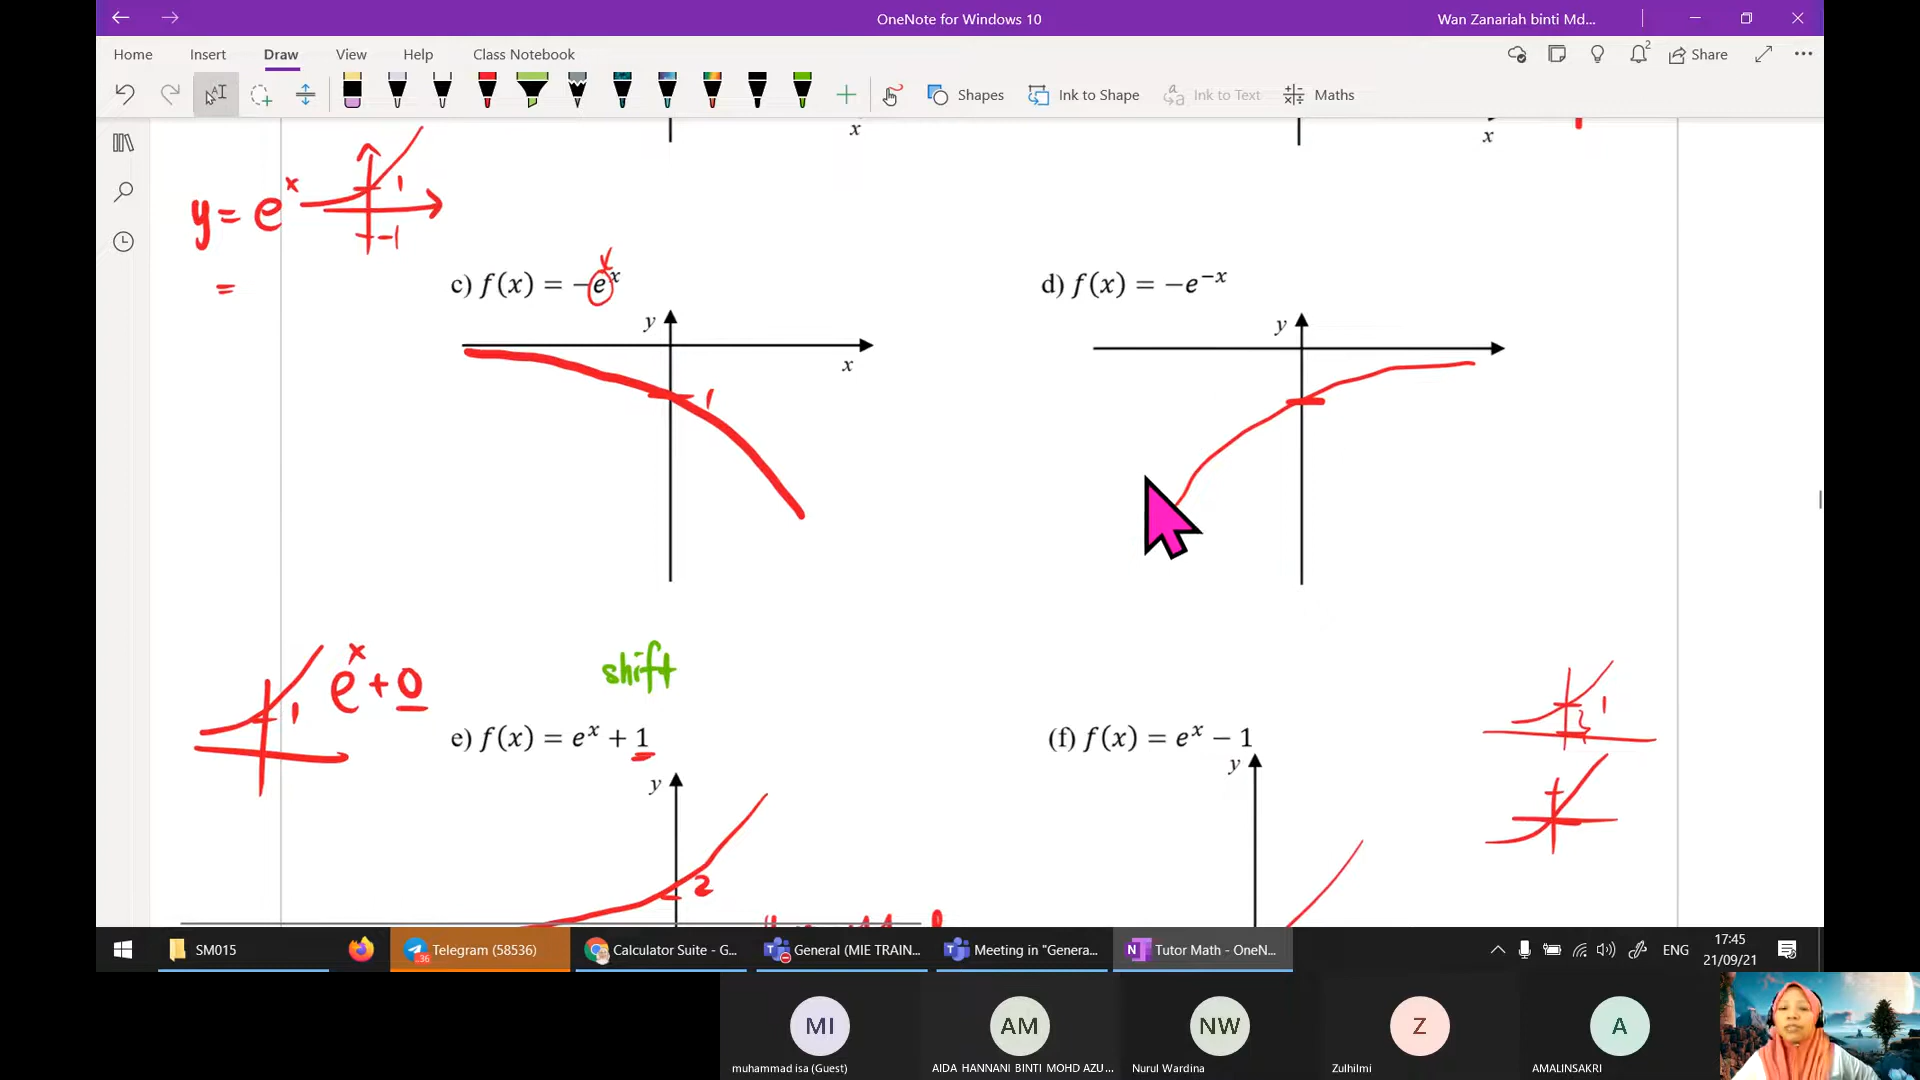 OneNote for Windows 10
Wan Zanariah binti Md...
Home Insert Draw View Help Class Notebook
2
Share
Shapes Ink to Shape Ink to Text Maths
x
x
y = e^x
1
-1
=
c) f(x) = −e^x
d) f(x) = −e^{−x}
y
x
1
y
shift
e^x + 0
1
1
e) f(x) = e^x + 1
(f) f(x) = e^x − 1
y
2
y
SM015
Telegram (58536)
36
Calculator Suite - G...
General (MIE TRAIN...
Meeting in "Genera...
Tutor Math - OneN...
ENG
17:45
21/09/21
MI
AM
NW
Z
A
muhammad isa (Guest)
AIDA HANNANI BINTI MOHD AZU...
Nurul Wardina
Zulhilmi
AMALINSAKRI